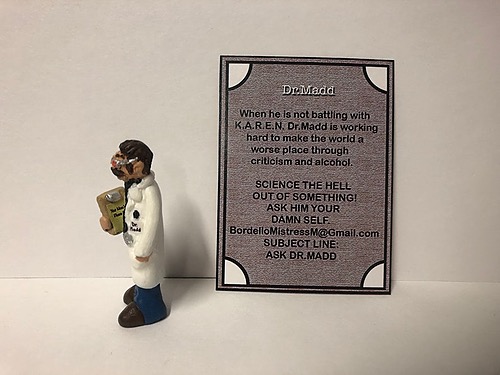 Dr.Madd
When he is not battling with
K.A.R.E.N, Dr.Madd is working
hard to make the world a
worse place through
criticism and alcohol.
SCIENCE THE HELL
OUT OF SOMETHING!
ASK HIM YOUR
DAMN SELF.
BordelloMistressM@Gmail.com
SUBJECT LINE:
ASK DR.MADD